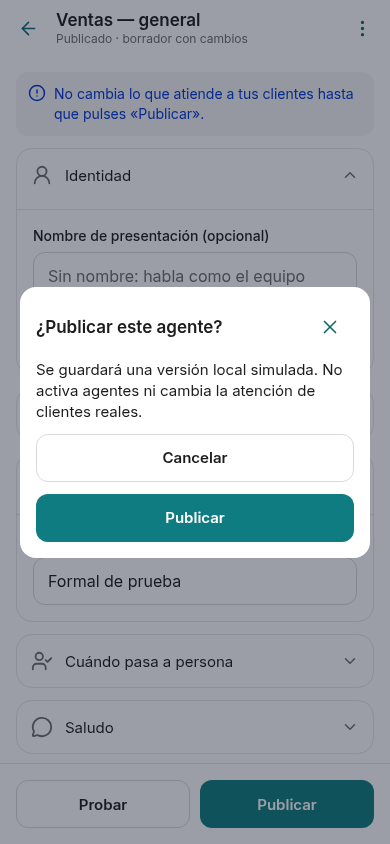 Ventas — general
Publicado · borrador con cambios
No cambia lo que atiende a tus clientes hasta
que pulses «Publicar».
Identidad
Nombre de presentación (opcional)
Sin nombre: habla como el equipo
¿Publicar este agente?
Se guardará una versión local simulada. No
activa agentes ni cambia la atención de
clientes reales.
Cancelar
Publicar
Formal de prueba
Cuándo pasa a persona
Saludo
Probar
Publicar